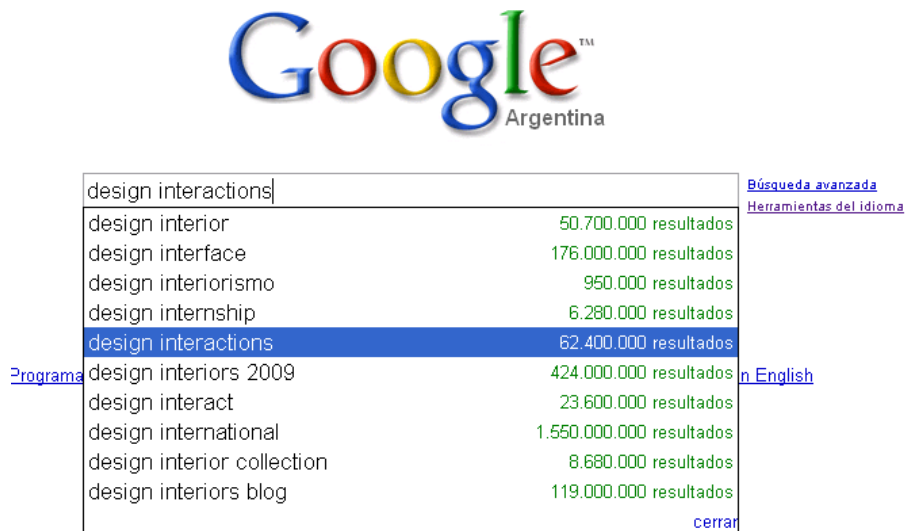 Google™
Argentina
design interactions
Búsqueda avanzada
Herramientas del idioma
design interior 50.700.000 resultados
design interface 176.000.000 resultados
design interiorismo 950.000 resultados
design internship 6.280.000 resultados
design interactions 62.400.000 resultados
Programa design interiors 2009 424.000.000 resultados n English
design interact 23.600.000 resultados
design international 1.550.000.000 resultados
design interior collection 8.680.000 resultados
design interiors blog 119.000.000 resultados
cerrar